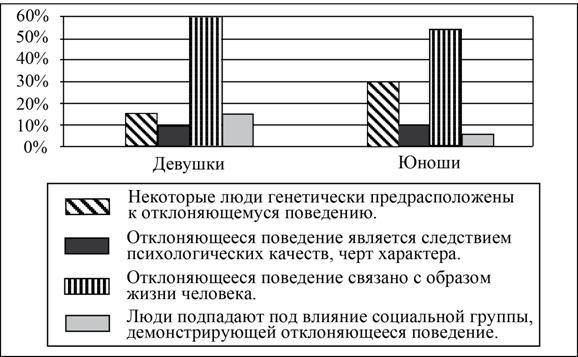 60%
50%
40%
30%
20%
10%
0%
Девушки
Юноши
Некоторые люди генетически предрасположены
к отклоняющемуся поведению.
Отклоняющееся поведение является следствием
психологических качеств, черт характера.
Отклоняющееся поведение связано с образом
жизни человека.
Люди подпадают под влияние социальной группы,
демонстрирующей отклоняющееся поведение.